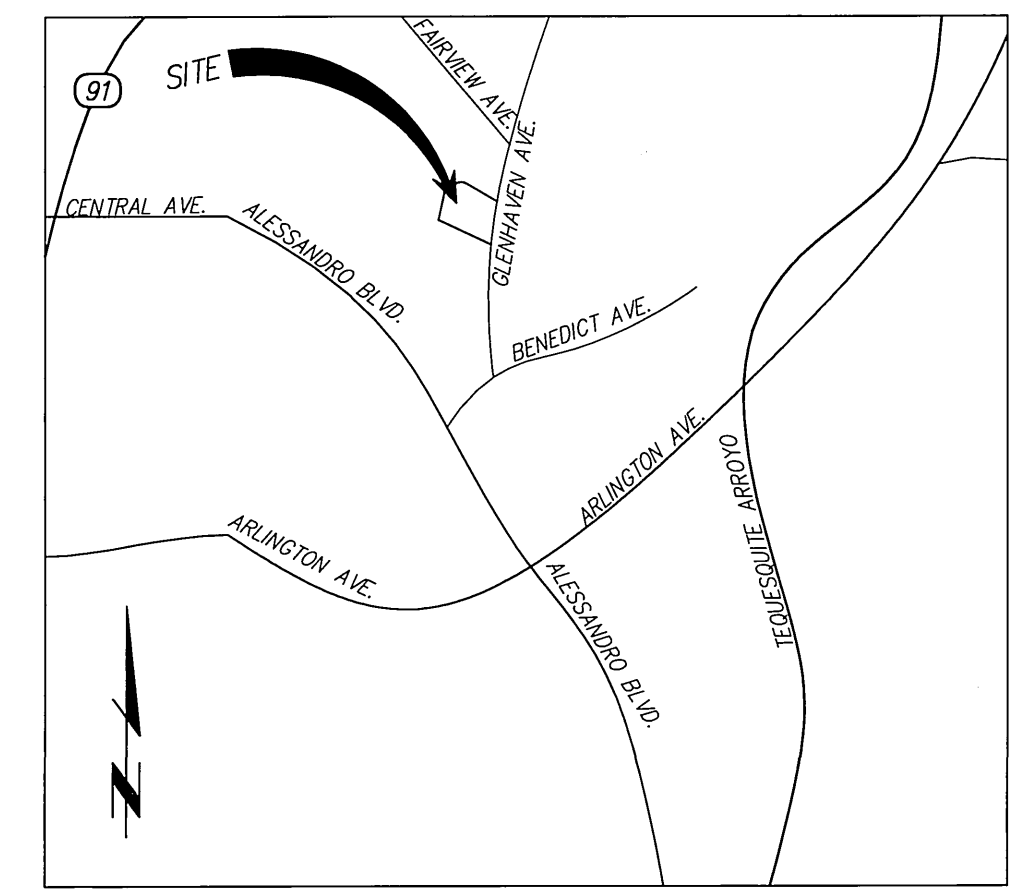 SITE
91
FAIRVIEW AVE.
GLENHAVEN AVE.
CENTRAL AVE.
ALESSANDRO BLVD.
BENEDICT AVE.
ARLINGTON AVE.
TEQUESQUITE ARROYO
ARLINGTON AVE.
ALESSANDRO BLVD.
N